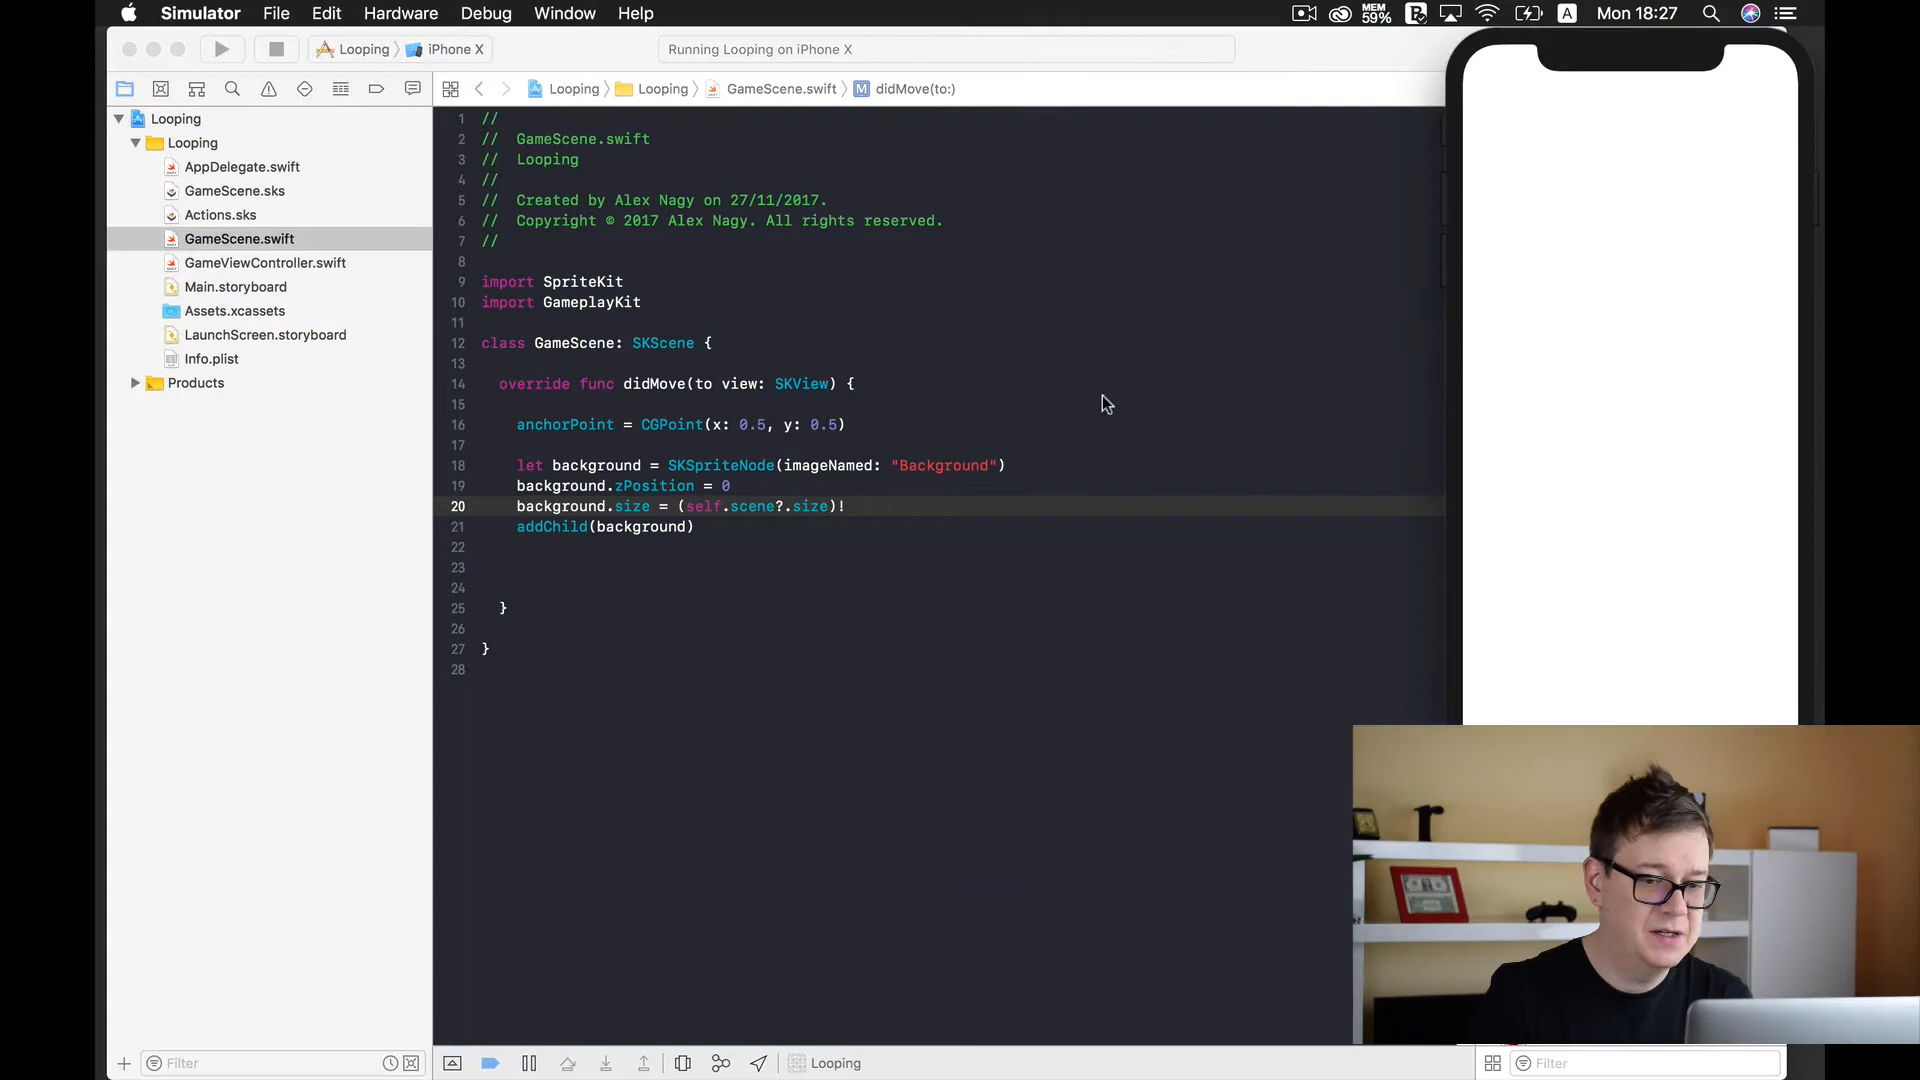 Simulator File Edit Hardware Debug Window Help MEM 59% A Mon 18:27
Looping iPhone X Running Looping on iPhone X
Looping Looping GameScene.swift M didMove(to:)
Looping
Looping
AppDelegate.swift
GameScene.sks
Actions.sks
GameScene.swift
GameViewController.swift
Main.storyboard
Assets.xcassets
LaunchScreen.storyboard
Info.plist
Products
1 //
2 // GameScene.swift
3 // Looping
4 //
5 // Created by Alex Nagy on 27/11/2017.
6 // Copyright © 2017 Alex Nagy. All rights reserved.
7 //
8
9 import SpriteKit
10 import GameplayKit
11
12 class GameScene: SKScene {
13
14 override func didMove(to view: SKView) {
15
16 anchorPoint = CGPoint(x: 0.5, y: 0.5)
17
18 let background = SKSpriteNode(imageNamed: "Background")
19 background.zPosition = 0
20 background.size = (self.scene?.size)!
21 addChild(background)
22
23
24
25 }
26
27 }
28
Filter Looping Filter